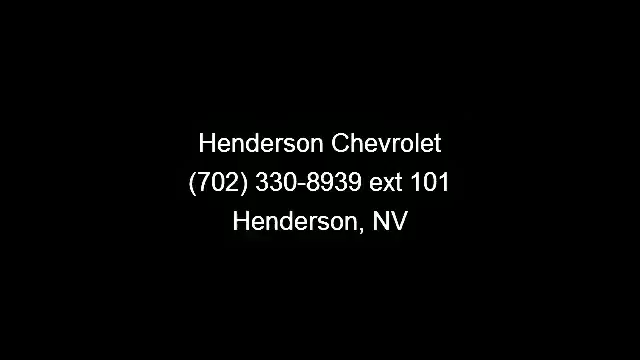 Henderson Chevrolet
(702) 330-8939 ext 101
Henderson, NV